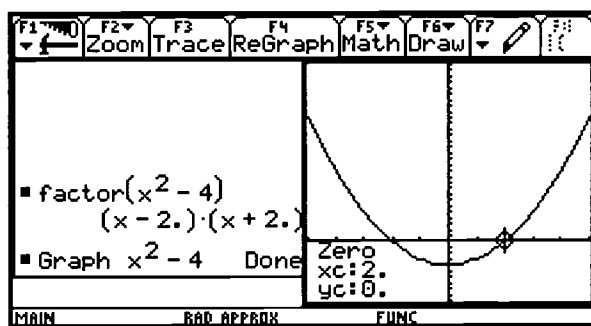 F1 F2 F3 F4 F5 F6 F7
Zoom Trace ReGraph Math Draw
factor(x² - 4)
(x - 2.)·(x + 2.)
Graph x² - 4 Done
Zero
xc:2.
yc:0.
MAIN RAD APPROX FUNC